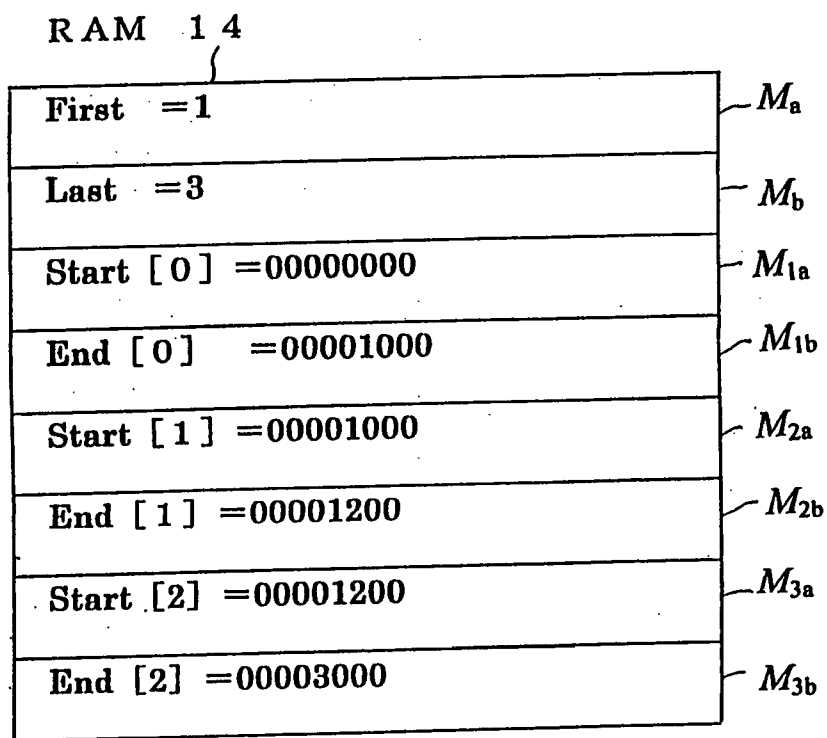 RAM 14
First =1 Ma
Last =3 Mb
Start [0] =00000000 M1a
End [0] =00001000 M1b
Start [1] =00001000 M2a
End [1] =00001200 M2b
Start [2] =00001200 M3a
End [2] =00003000 M3b